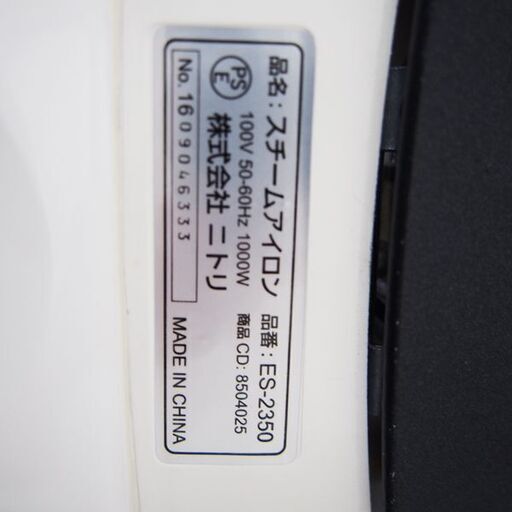 品名：スチームアイロン 品番：ES-2350
100V 50-60Hz 1000W 商品CD: 8504025
PS E 株式会社 ニトリ
No. 1609046333 MADE IN CHINA